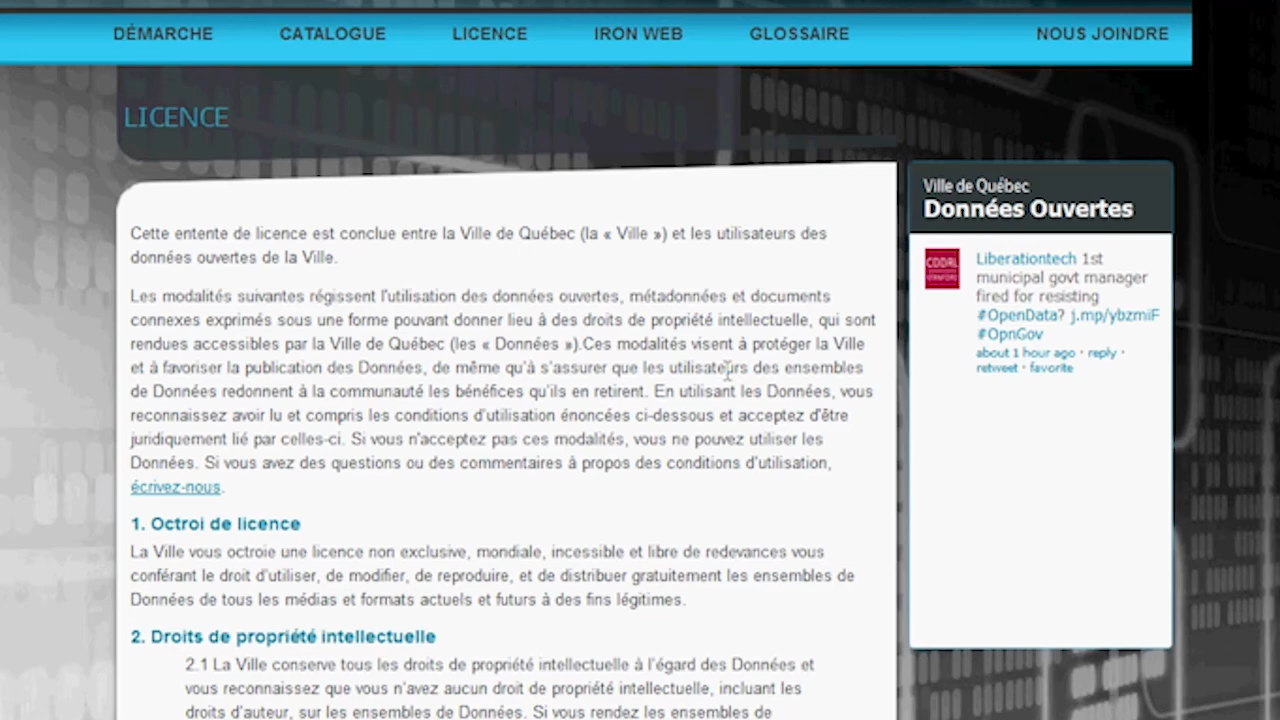 DÉMARCHE CATALOGUE LICENCE IRON WEB GLOSSAIRE NOUS JOINDRE
LICENCE
Cette entente de licence est conclue entre la Ville de Québec (la « Ville ») et les utilisateurs des
données ouvertes de la Ville.
Les modalités suivantes régissent l'utilisation des données ouvertes, métadonnées et documents
connexes exprimés sous une forme pouvant donner lieu à des droits de propriété intellectuelle, qui sont
rendues accessibles par la Ville de Québec (les « Données »).Ces modalités visent à protéger la Ville
et à favoriser la publication des Données, de même qu'à s'assurer que les utilisateurs des ensembles
de Données redonnent à la communauté les bénéfices qu'ils en retirent. En utilisant les Données, vous
reconnaissez avoir lu et compris les conditions d'utilisation énoncées ci-dessous et acceptez d'être
juridiquement lié par celles-ci. Si vous n'acceptez pas ces modalités, vous ne pouvez utiliser les
Données. Si vous avez des questions ou des commentaires à propos des conditions d'utilisation,
écrivez-nous.
1. Octroi de licence
La Ville vous octroie une licence non exclusive, mondiale, incessible et libre de redevances vous
conférant le droit d'utiliser, de modifier, de reproduire, et de distribuer gratuitement les ensembles de
Données de tous les médias et formats actuels et futurs à des fins légitimes.
2. Droits de propriété intellectuelle
2.1 La Ville conserve tous les droits de propriété intellectuelle à l'égard des Données et
vous reconnaissez que vous n'avez aucun droit de propriété intellectuelle, incluant les
droits d'auteur, sur les ensembles de Données. Si vous rendez les ensembles de
Ville de Québec
Données Ouvertes
CDDRL
STANFORD
Liberationtech 1st
municipal govt manager
fired for resisting
#OpenData? j.mp/ybzmiF
#OpnGov
about 1 hour ago · reply ·
retweet · favorite